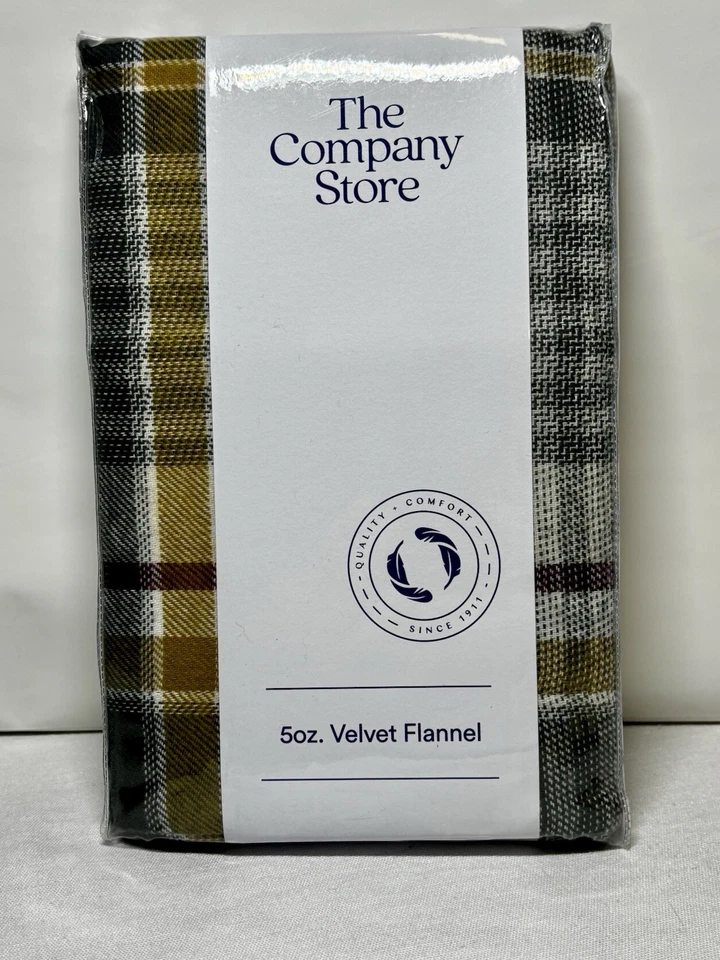 The
Company
Store
QUALITY • COMFORT
SINCE 1911
5oz. Velvet Flannel